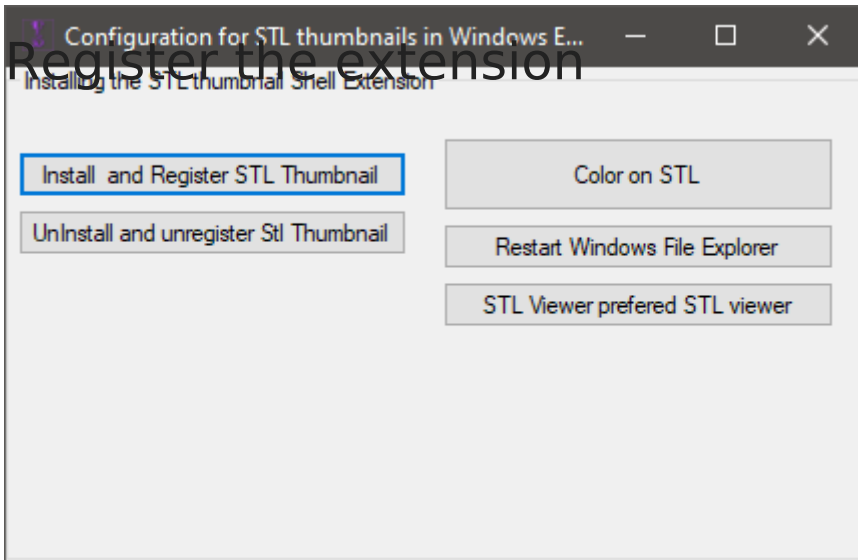 Configuration for STL thumbnails in Windows E...
Register the extension
Installing the STL thumbnail Shell Extension
Install  and Register STL Thumbnail
UnInstall and unregister Stl Thumbnail
Color on STL
Restart Windows File Explorer
STL Viewer prefered STL viewer